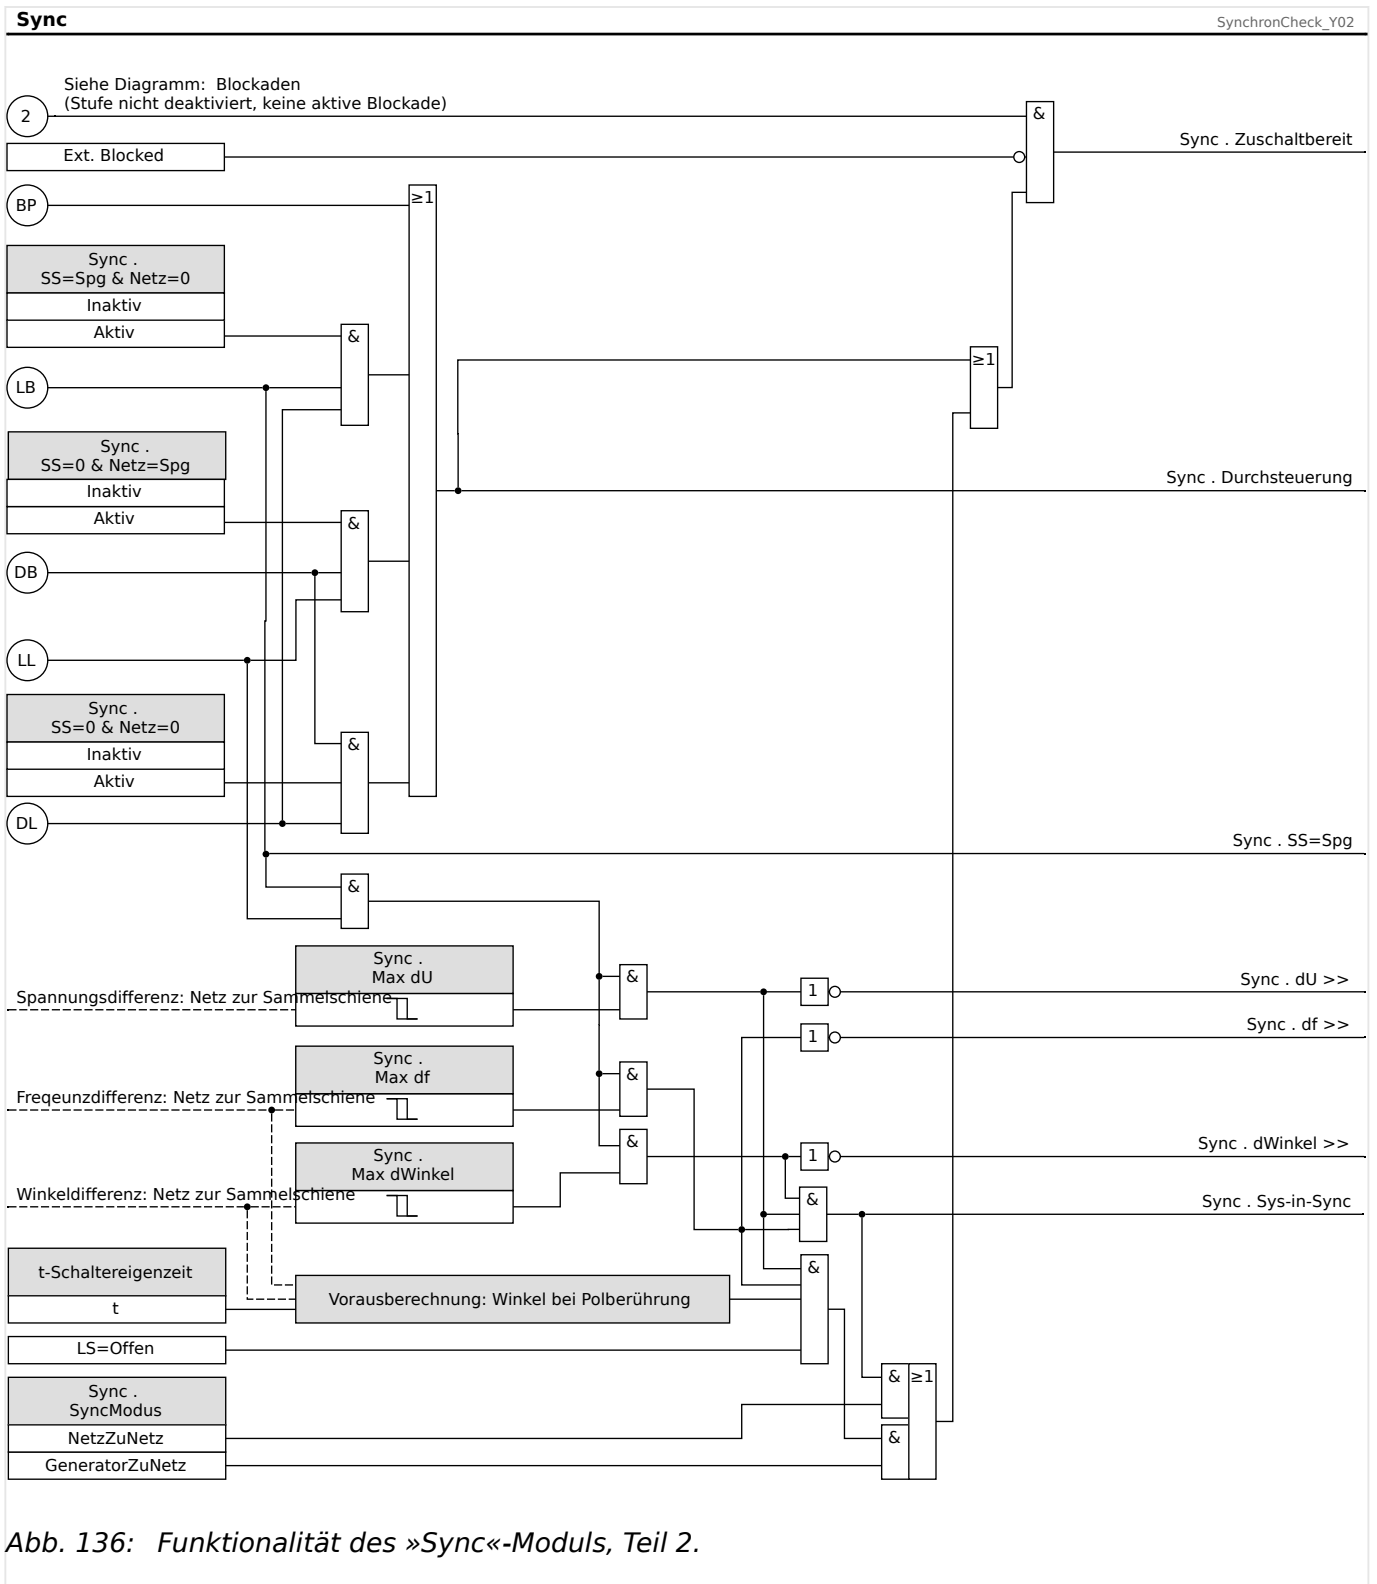 Sync
SynchronCheck_Y02
Siehe Diagramm: Blockaden
(Stufe nicht deaktiviert, keine aktive Blockade)
2
&
Sync . Zuschaltbereit
Ext. Blocked
BP
≥1
Sync .
SS=Spg & Netz=0
Inaktiv
Aktiv
&
≥1
LB
Sync .
SS=0 & Netz=Spg
Inaktiv
Aktiv
&
Sync . Durchsteuerung
DB
LL
Sync .
SS=0 & Netz=0
Inaktiv
Aktiv
&
DL
Sync . SS=Spg
&
Sync .
Max dU
Spannungsdifferenz: Netz zur Sammelschiene
&
1
Sync . dU >>
1
Sync . df >>
Sync .
Max df
Freqeunzdifferenz: Netz zur Sammelschiene
&
Sync .
Max dWinkel
Winkeldifferenz: Netz zur Sammelschiene
&
1
Sync . dWinkel >>
&
Sync . Sys-in-Sync
t-Schaltereigenzeit
t
Vorausberechnung: Winkel bei Polberührung
&
LS=Offen
Sync .
SyncModus
NetzZuNetz
GeneratorZuNetz
&
≥1
&
Abb. 136: Funktionalität des »Sync«-Moduls, Teil 2.